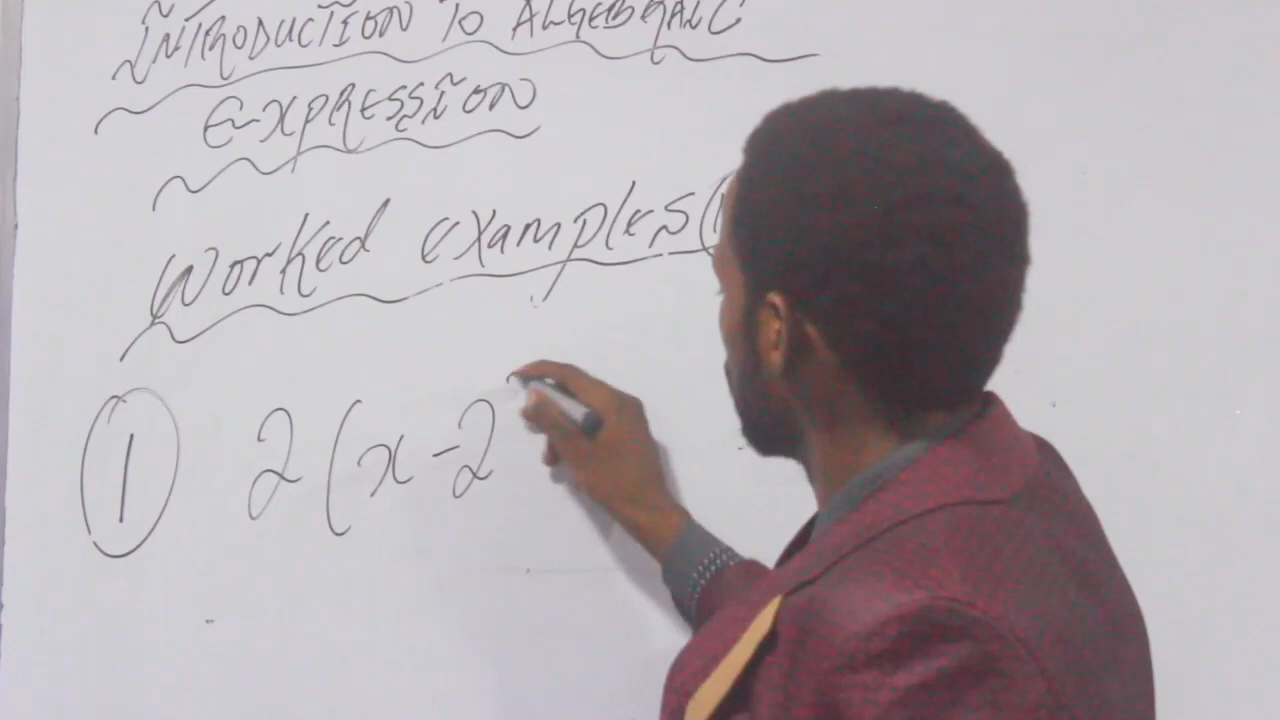 INTRODUCTION TO ALGEBRAIC
EXPRESSION
Worked examples (
① 2(x-2